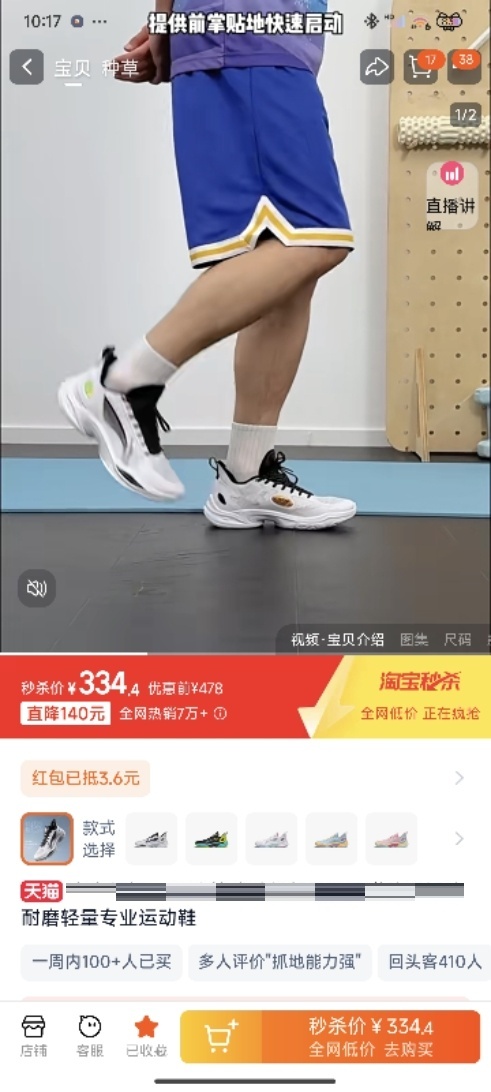 10:17
提供前掌贴地快速启动
宝贝 种草
17
38
1/2
直播讲
解
视频·宝贝介绍 图集 尺码
秒杀价¥334.4 优惠前¥478
直降140元 全网热销7万+
淘宝秒杀
全网低价 正在疯抢
红包已抵3.6元
款式
选择
天猫
耐磨轻量专业运动鞋
一周内100+人已买 多人评价"抓地能力强" 回头客410人
店铺 客服 已收藏
秒杀价¥334.4
全网低价 去购买